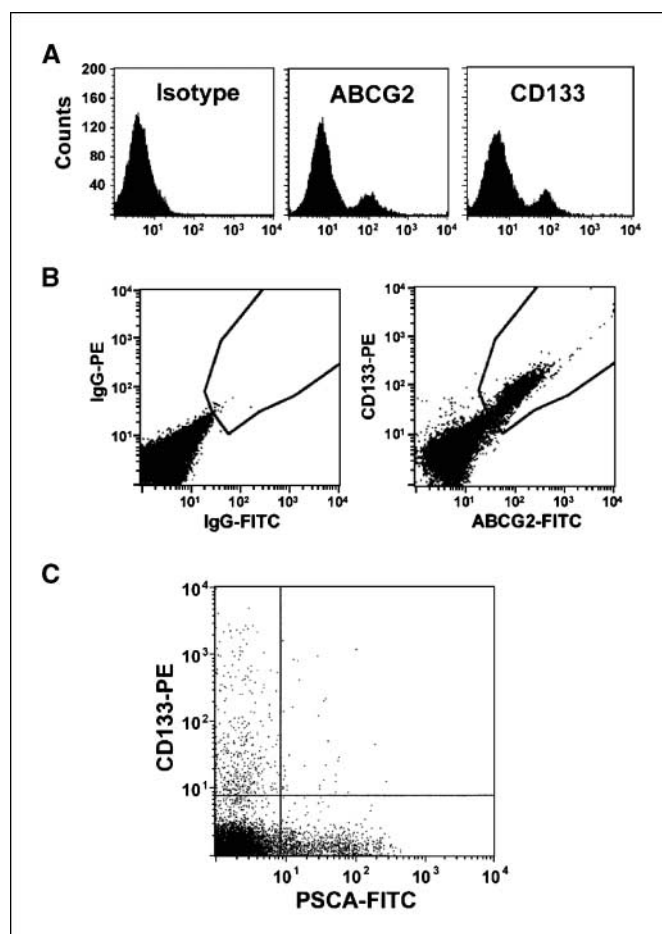 A
Isotype
ABCG2
CD133
Counts
200
160
120
80
40
10¹ 10² 10³ 10⁴
10¹ 10² 10³ 10⁴
10¹ 10² 10³ 10⁴
B
IgG-PE
10⁴
10³
10²
10¹
10¹ 10² 10³ 10⁴
IgG-FITC
CD133-PE
10⁴
10³
10²
10¹
10¹ 10² 10³ 10⁴
ABCG2-FITC
C
CD133-PE
10⁴
10³
10²
10¹
10¹ 10² 10³ 10⁴
PSCA-FITC